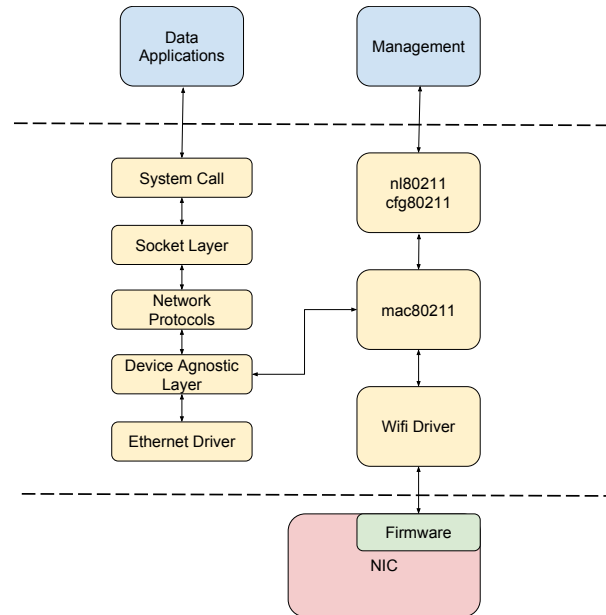 Data
Applications
Management
System Call
nl80211
cfg80211
Socket Layer
Network
Protocols
mac80211
Device Agnostic
Layer
Ethernet Driver
Wifi Driver
Firmware
NIC